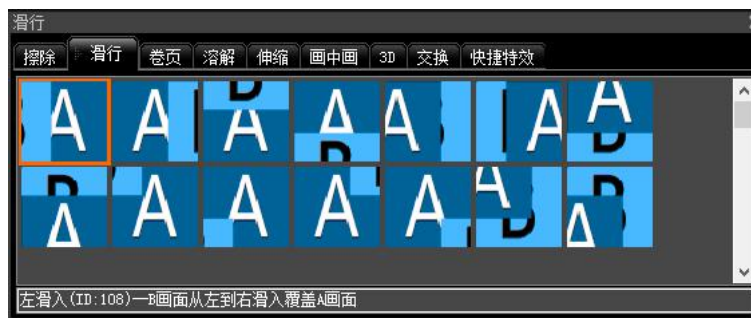 滑行
擦除 滑行 卷页 溶解 伸缩 画中画 3D 交换 快捷特效
A A B A A B A A A B
B A A A A A A B B A
左滑入(ID:108)—B画面从左到右滑入覆盖A画面